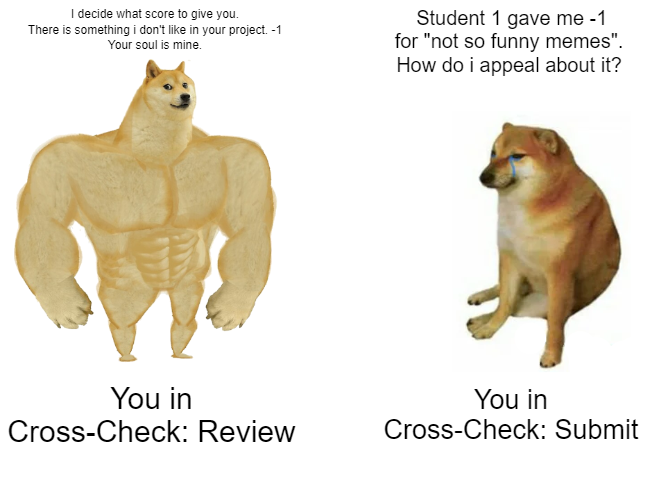 I decide what score to give you.
There is something i don't like in your project. -1
Your soul is mine.
Student 1 gave me -1
for "not so funny memes".
How do i appeal about it?
You in
Cross-Check: Review
You in
Cross-Check: Submit